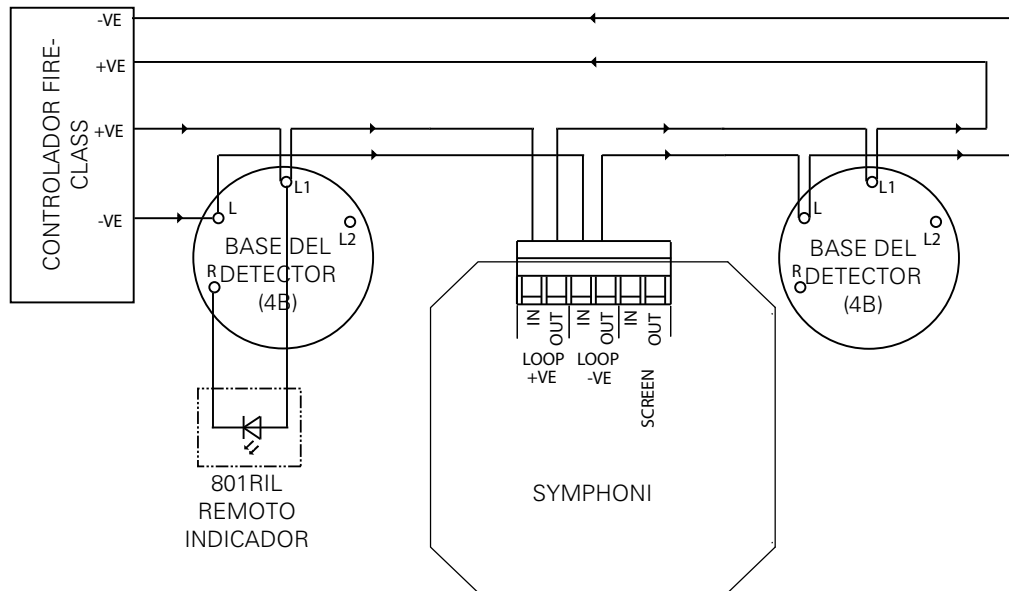 CONTROLADOR FIRE-
CLASS
-VE
+VE
+VE
-VE
L
L1
L2
R
BASE DEL
DETECTOR
(4B)
801RIL
REMOTO
INDICADOR
IN
OUT
IN
OUT
IN
OUT
LOOP
+VE
LOOP
-VE
SCREEN
SYMPHONI
L
L1
L2
R
BASE DEL
DETECTOR
(4B)